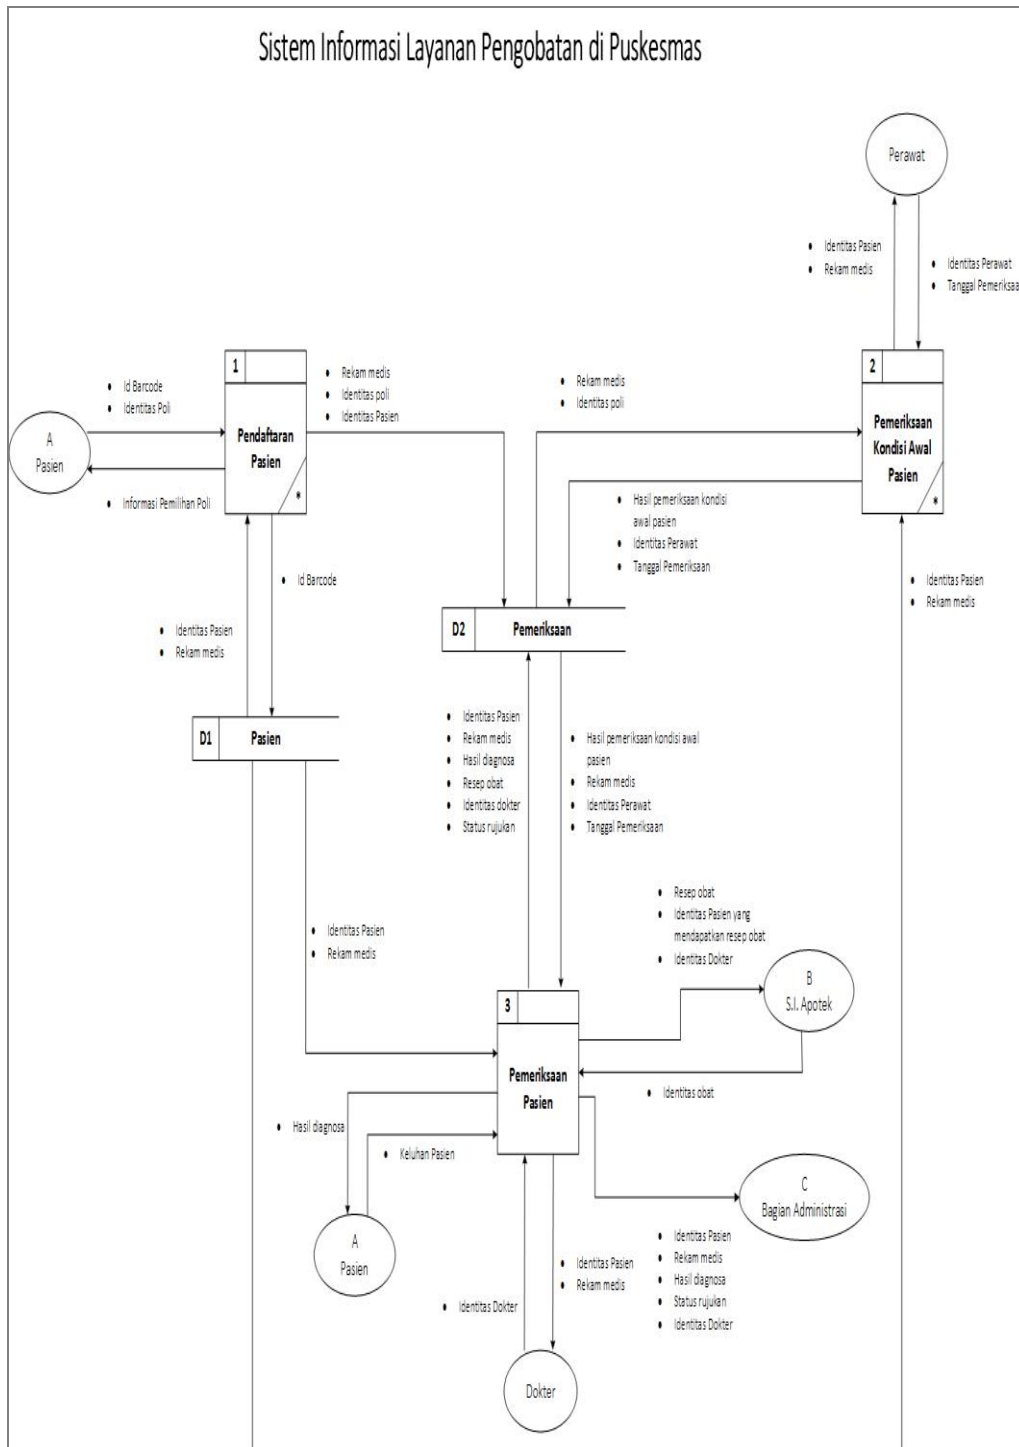 Sistem Informasi Layanan Pengobatan di Puskesmas
Perawat
• Identitas Pasien
• Rekam medis
• Identitas Perawat
• Tanggal Pemeriksaa
1
Pendaftaran
Pasien
*
• Id Barcode
• Identitas Poli
A
Pasien
• Informasi Pemilihan Poli
• Rekam medis
• Identitas poli
• Identitas Pasien
• Rekam medis
• Identitas poli
2
Pemeriksaan
Kondisi Awal
Pasien
*
• Hasil pemeriksaan kondisi
awal pasien
• Identitas Perawat
• Tanggal Pemeriksaan
• Id Barcode
• Identitas Pasien
• Rekam medis
• Identitas Pasien
• Rekam medis
D2
Pemeriksaan
D1
Pasien
• Identitas Pasien
• Rekam medis
• Hasil diagnosa
• Resep obat
• Identitas dokter
• Status rujukan
• Hasil pemeriksaan kondisi awal
pasien
• Rekam medis
• Identitas Perawat
• Tanggal Pemeriksaan
• Identitas Pasien
• Rekam medis
• Resep obat
• Identitas Pasien yang
mendapatkan resep obat
• Identitas Dokter
B
S.I. Apotek
3
Pemeriksaan
Pasien
• Identitas obat
• Hasil diagnosa
• Keluhan Pasien
C
Bagian Administrasi
A
Pasien
• Identitas Pasien
• Rekam medis
• Hasil diagnosa
• Status rujukan
• Identitas Dokter
• Identitas Pasien
• Rekam medis
• Identitas Dokter
Dokter